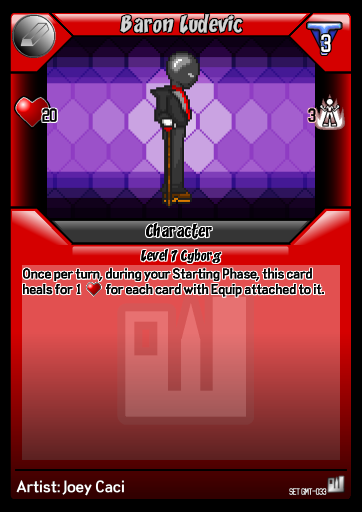 Baron Ludevic
3
20
3
Character
Level 7 Cyborg
Once per turn, during your Starting Phase, this card
heals for 1 for each card with Equip attached to it.
Artist: Joey Caci
SET GMT-033